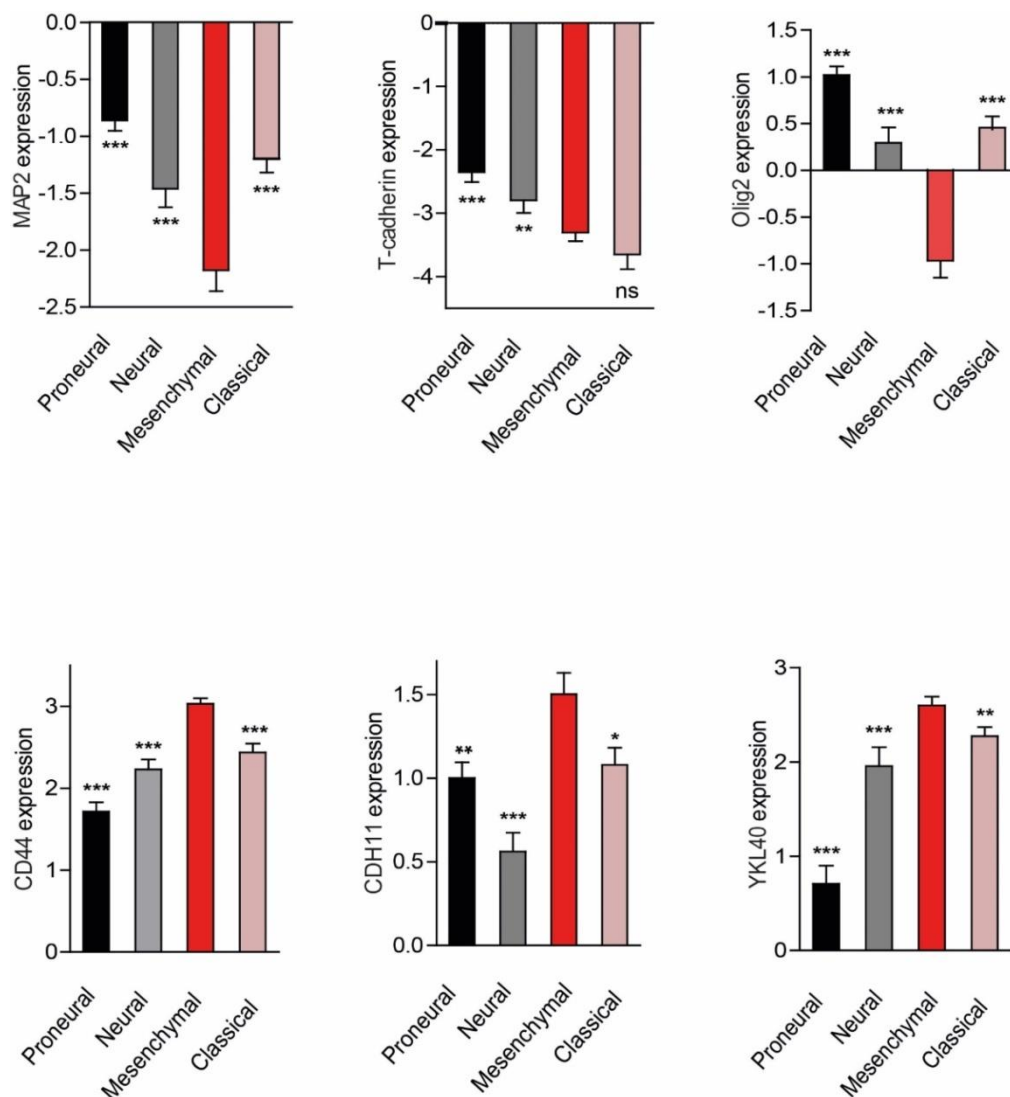 MAP2 expression
0.0
-0.5
-1.0
-1.5
-2.0
-2.5
***
***
***
Proneural
Neural
Mesenchymal
Classical
T-cadherin expression
0
-1
-2
-3
-4
***
**
ns
Proneural
Neural
Mesenchymal
Classical
Olig2 expression
1.5
1.0
0.5
0.0
-0.5
-1.0
-1.5
***
***
***
Proneural
Neural
Mesenchymal
Classical
CD44 expression
3
2
1
0
***
***
***
Proneural
Neural
Mesenchymal
Classical
CDH11 expression
1.5
1.0
0.5
0.0
**
***
*
Proneural
Neural
Mesenchymal
Classical
YKL40 expression
3
2
1
0
***
***
**
Proneural
Neural
Mesenchymal
Classical